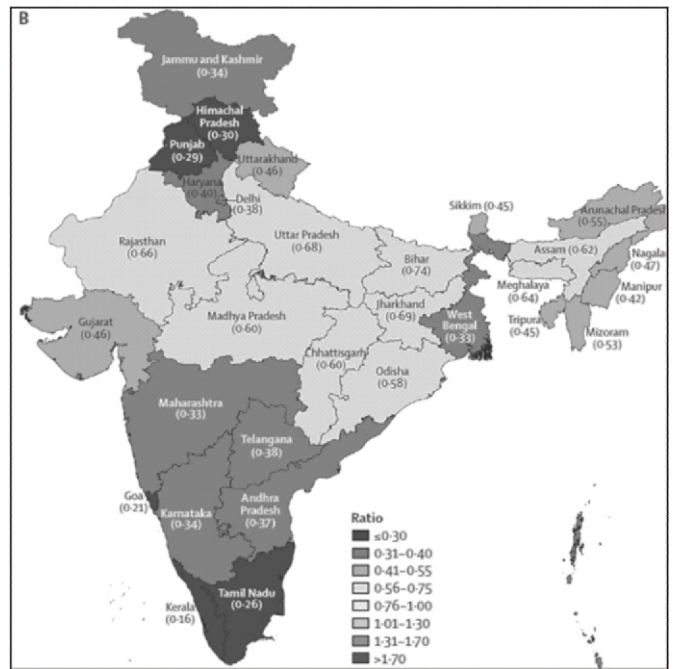 B
Jammu and Kashmir
(0·34)
Himachal
Pradesh
(0·30)
Punjab
(0·29)
Uttarakhand
(0·46)
Haryana
(0·40)
Delhi
(0·38)
Rajasthan
(0·66)
Uttar Pradesh
(0·68)
Sikkim (0·45)
Arunachal Pradesh
(0·55)
Bihar
(0·74)
Assam (0·62)
Nagalan
(0·47)
Meghalaya
(0·64)
Manipur
(0·42)
Gujarat
(0·46)
Madhya Pradesh
(0·60)
Jharkhand
(0·69)
West
Bengal
(0·33)
Tripura
(0·45)
Mizoram
(0·53)
Chhattisgarh
(0·60)
Odisha
(0·58)
Maharashtra
(0·33)
Telangana
(0·38)
Goa
(0·21)
Karnataka
(0·34)
Andhra
Pradesh
(0·37)
Kerala
(0·16)
Tamil Nadu
(0·26)
Ratio
≤0·30
0·31–0·40
0·41–0·55
0·56–0·75
0·76–1·00
1·01–1·30
1·31–1·70
>1·70